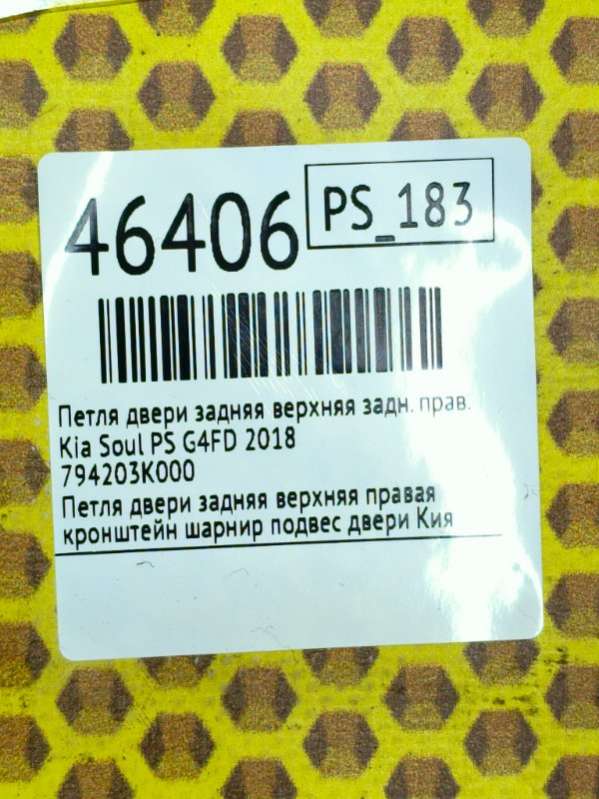 46406
PS_183
Петля двери задняя верхняя задн. прав.
Kia Soul PS G4FD 2018
794203K000
Петля двери задняя верхняя правая
кронштейн шарнир подвес двери Кия